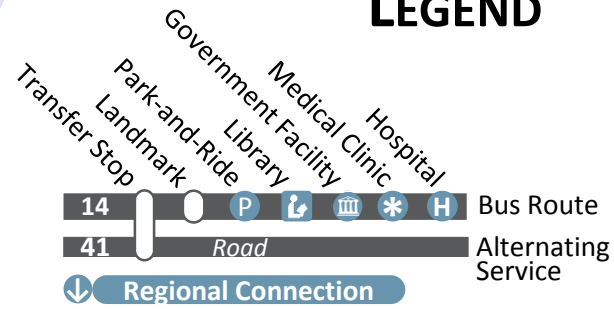 LEGEND
Transfer Stop
Landmark
Park-and-Ride
Library
Government Facility
Medical Clinic
Hospital
14 P H Bus Route
41 Road Alternating
Service
Regional Connection